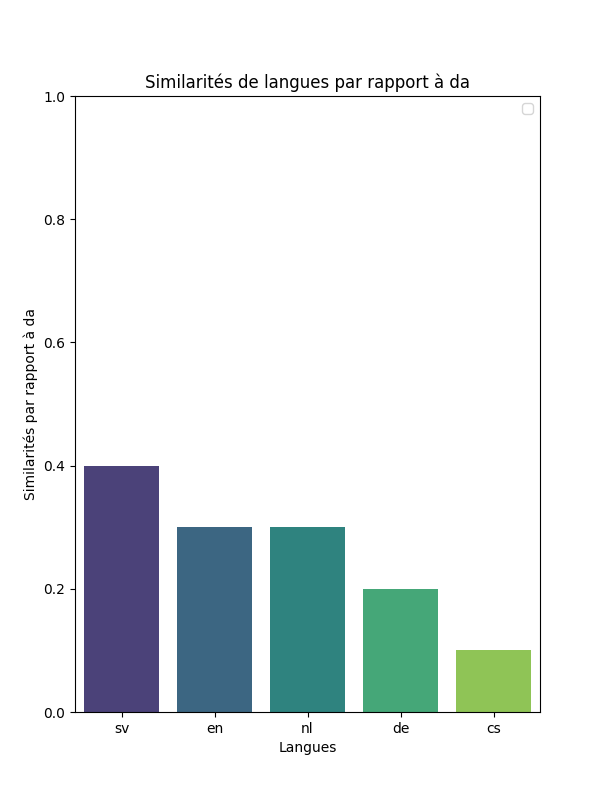 Similarités de langues par rapport à da
1.0
0.8
0.6
0.4
0.2
0.0
Similarités par rapport à da
sv en nl de cs
Langues